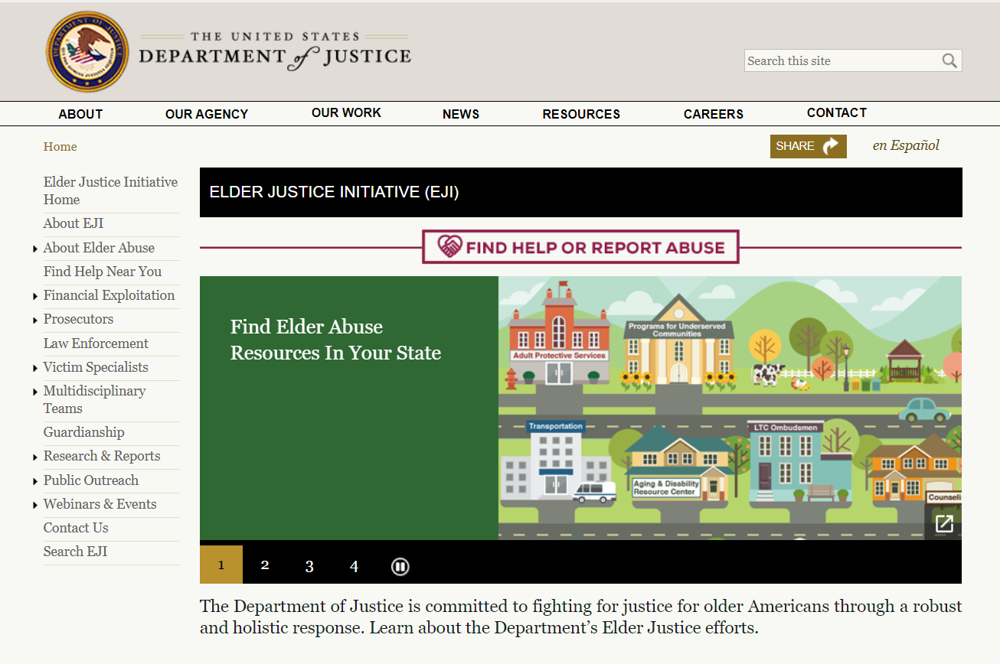 THE UNITED STATES
DEPARTMENT of JUSTICE
Search this site
ABOUT
OUR AGENCY
OUR WORK
NEWS
RESOURCES
CAREERS
CONTACT
Home
SHARE
en Español
Elder Justice Initiative
Home
About EJI
About Elder Abuse
Find Help Near You
Financial Exploitation
Prosecutors
Law Enforcement
Victim Specialists
Multidisciplinary
Teams
Guardianship
Research & Reports
Public Outreach
Webinars & Events
Contact Us
Search EJI
ELDER JUSTICE INITIATIVE (EJI)
FIND HELP OR REPORT ABUSE
Find Elder Abuse
Resources In Your State
Adult Protective Services
Programs for Underserved
Communities
Transportation
Aging & Disability
Resource Center
LTC Ombudsmen
Counseli
1 2 3 4
The Department of Justice is committed to fighting for justice for older Americans through a robust
and holistic response. Learn about the Department’s Elder Justice efforts.